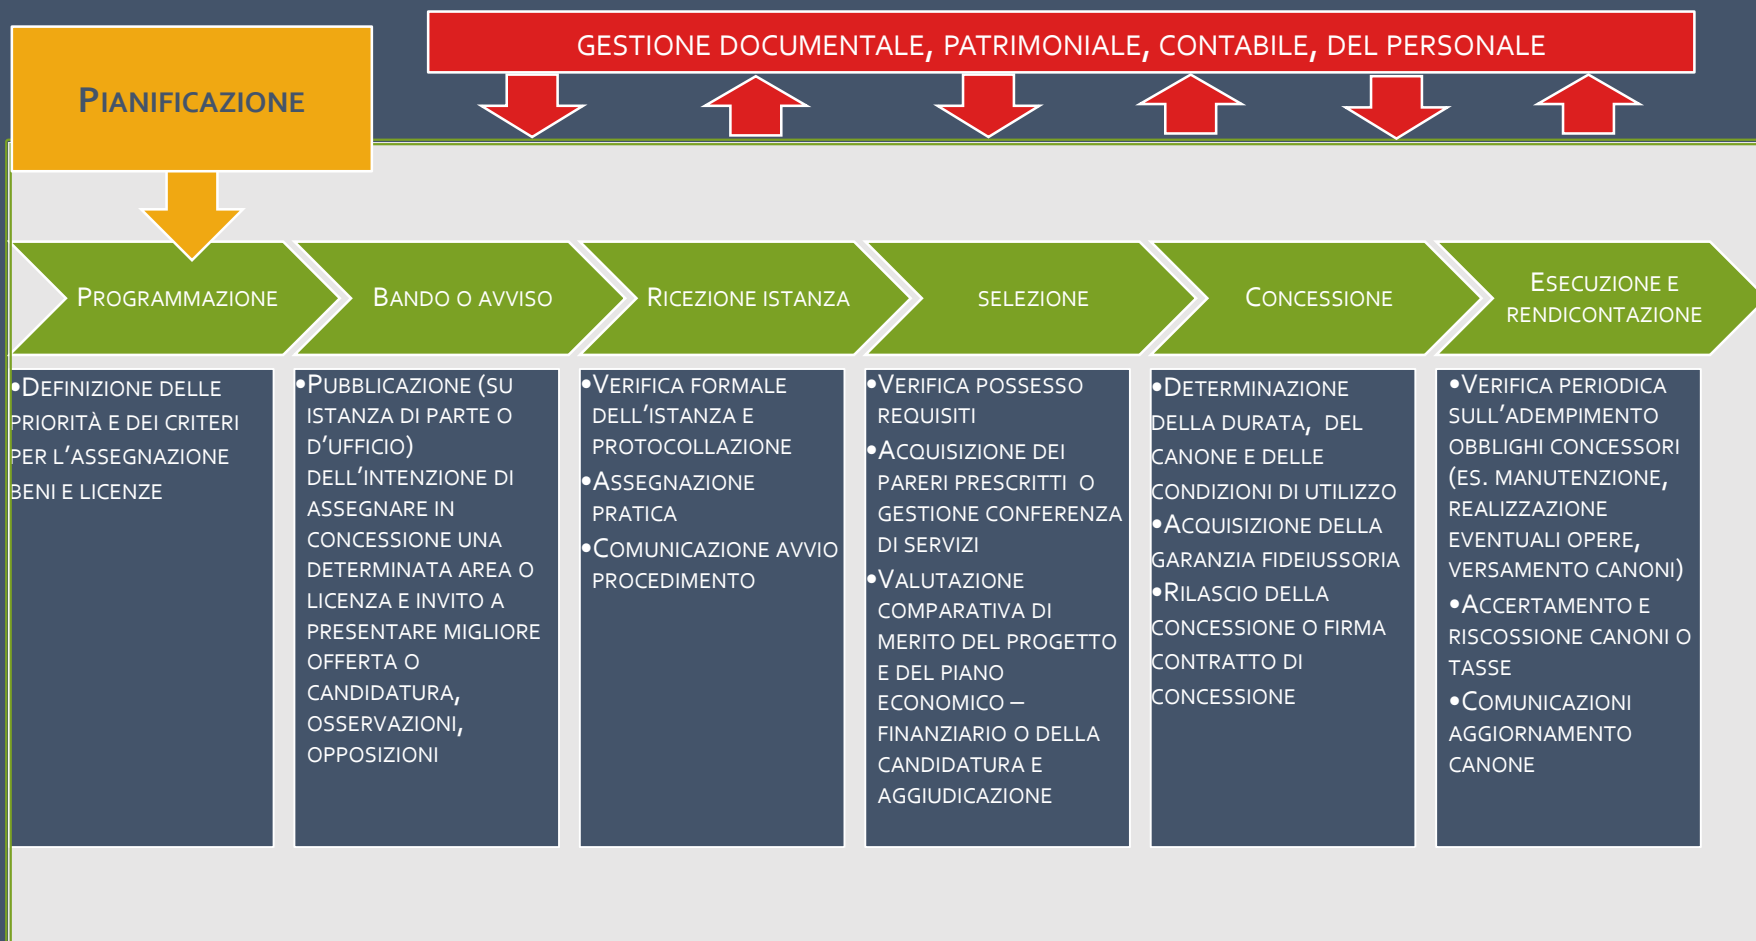 PIANIFICAZIONE
GESTIONE DOCUMENTALE, PATRIMONIALE, CONTABILE, DEL PERSONALE
PROGRAMMAZIONE
BANDO O AVVISO
RICEZIONE ISTANZA
SELEZIONE
CONCESSIONE
ESECUZIONE E
RENDICONTAZIONE
•DEFINIZIONE DELLE
PRIORITÀ E DEI CRITERI
PER L'ASSEGNAZIONE
BENI E LICENZE
•PUBBLICAZIONE (SU
ISTANZA DI PARTE O
D'UFFICIO)
DELL'INTENZIONE DI
ASSEGNARE IN
CONCESSIONE UNA
DETERMINATA AREA O
LICENZA E INVITO A
PRESENTARE MIGLIORE
OFFERTA O
CANDIDATURA,
OSSERVAZIONI,
OPPOSIZIONI
•VERIFICA FORMALE
DELL'ISTANZA E
PROTOCOLLAZIONE
•ASSEGNAZIONE
PRATICA
•COMUNICAZIONE AVVIO
PROCEDIMENTO
•VERIFICA POSSESSO
REQUISITI
•ACQUISIZIONE DEI
PARERI PRESCRITTI O
GESTIONE CONFERENZA
DI SERVIZI
•VALUTAZIONE
COMPARATIVA DI
MERITO DEL PROGETTO
E DEL PIANO
ECONOMICO –
FINANZIARIO O DELLA
CANDIDATURA E
AGGIUDICAZIONE
•DETERMINAZIONE
DELLA DURATA, DEL
CANONE E DELLE
CONDIZIONI DI UTILIZZO
•ACQUISIZIONE DELLA
GARANZIA FIDEIUSSORIA
•RILASCIO DELLA
CONCESSIONE O FIRMA
CONTRATTO DI
CONCESSIONE
•VERIFICA PERIODICA
SULL'ADEMPIMENTO
OBBLIGHI CONCESSORI
(ES. MANUTENZIONE,
REALIZZAZIONE
EVENTUALI OPERE,
VERSAMENTO CANONI)
•ACCERTAMENTO E
RISCOSSIONE CANONI O
TASSE
•COMUNICAZIONI
AGGIORNAMENTO
CANONE